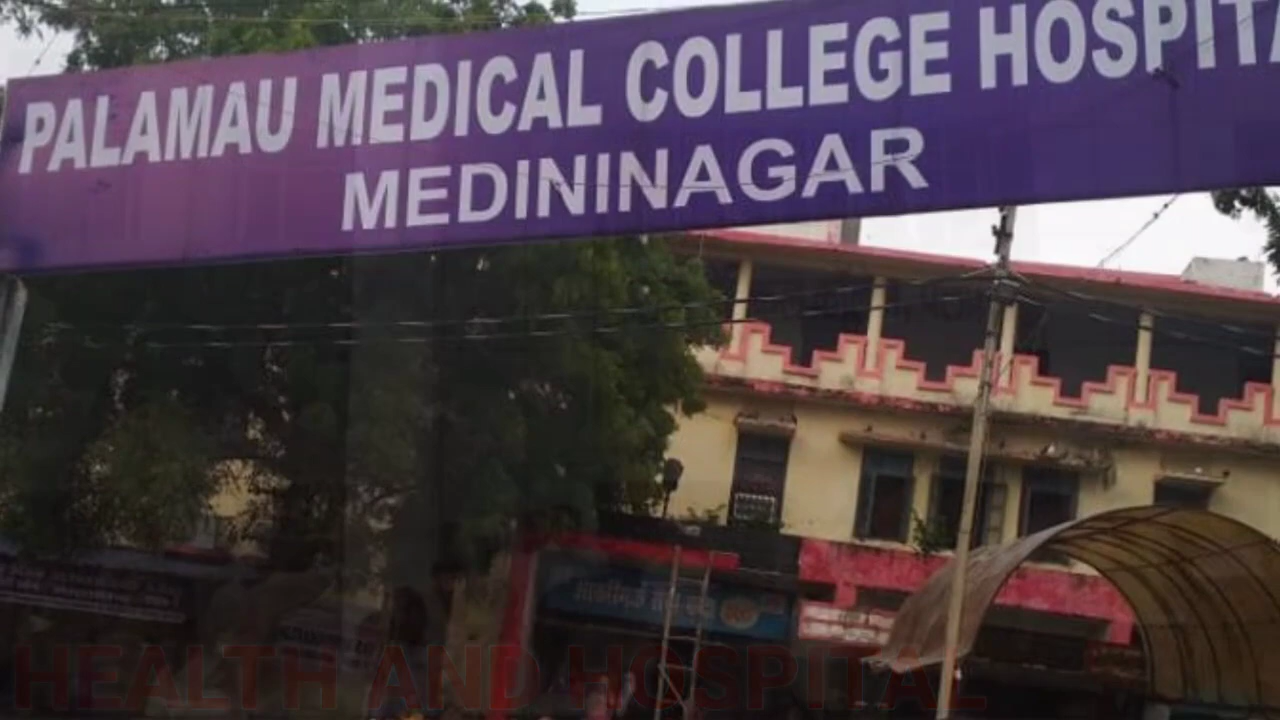 PALAMAU MEDICAL COLLEGE HOSPITA
MEDININAGAR
HEALTH AND HOSPITAL